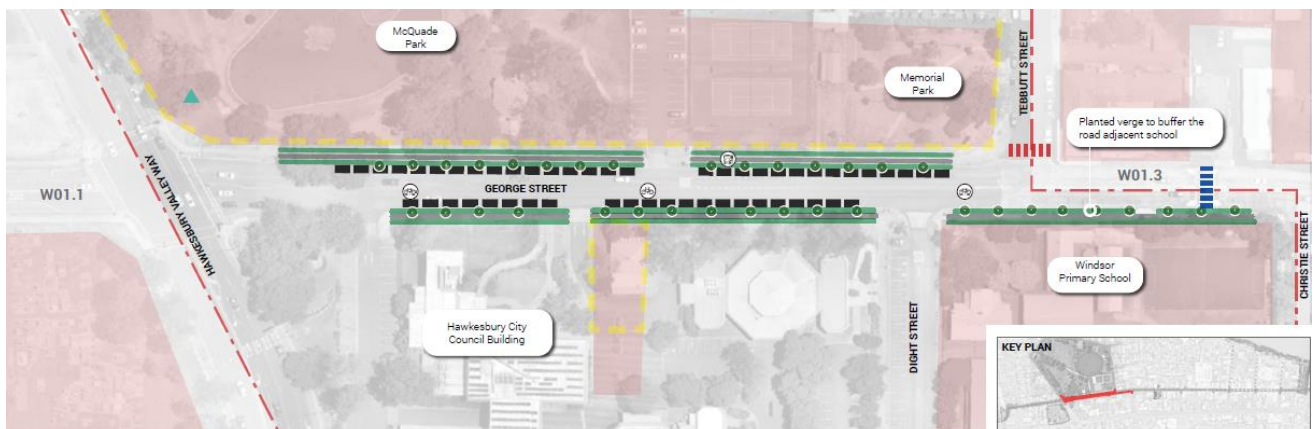 McQuade
Park
Memorial
Park
TEBBUTT STREET
Planted verge to buffer the
road adjacent school
W01.3
W01.1
GEORGE STREET
HAWKESBURY VALLEY WAY
Windsor
Primary School
CHRISTIE STREET
Hawkesbury City
Council Building
DIGHT STREET
KEY PLAN